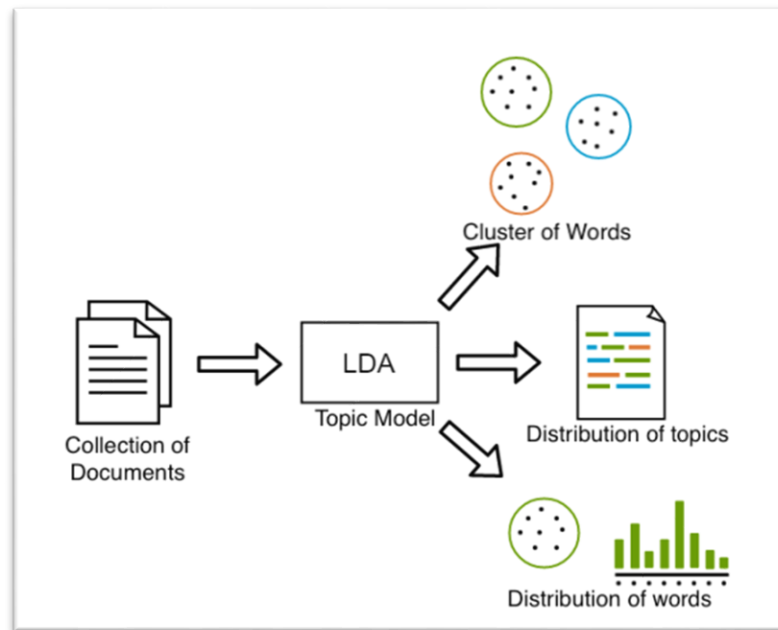 Cluster of Words
LDA
Topic Model
Collection of
Documents
Distribution of topics
Distribution of words